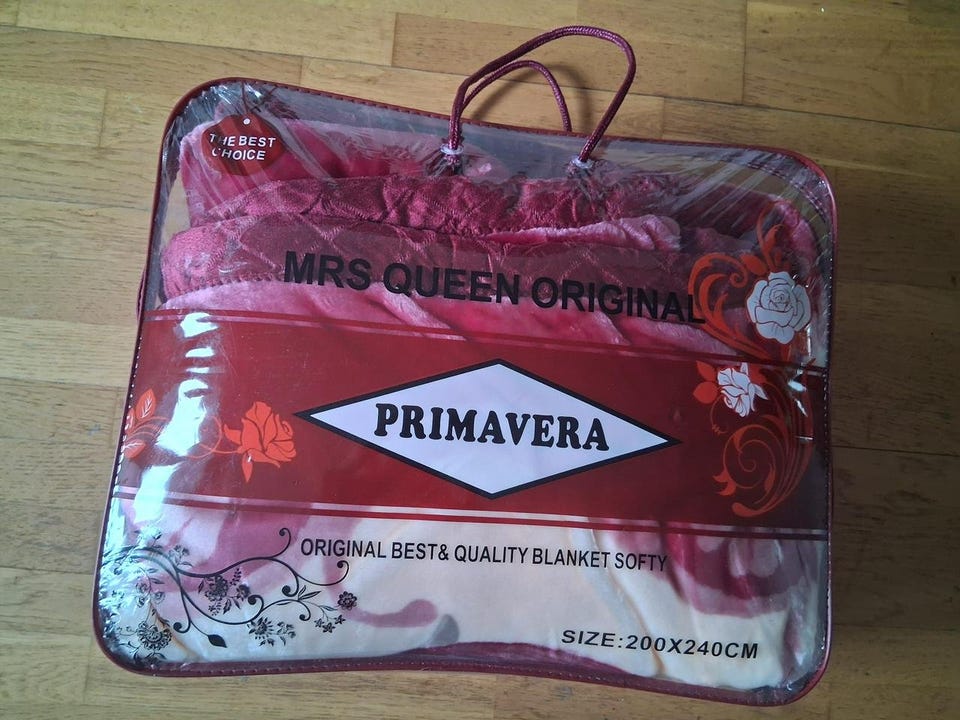 THE BEST
CHOICE
MRS QUEEN ORIGINAL
PRIMAVERA
ORIGINAL BEST& QUALITY BLANKET SOFTY
SIZE:200X240CM